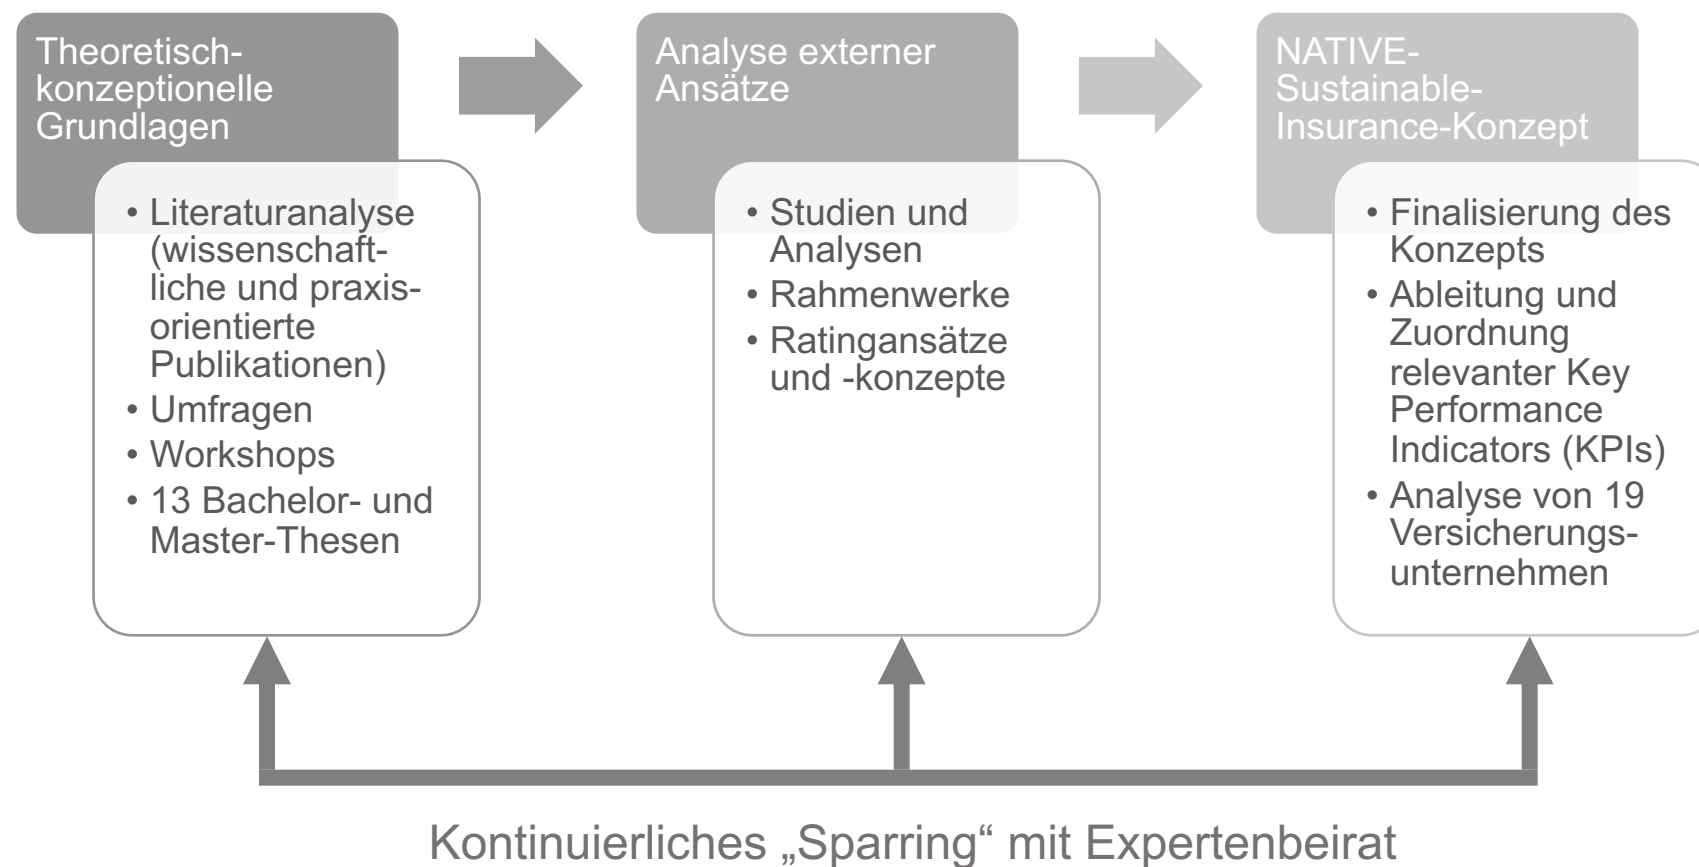 Theoretisch-
konzeptionelle
Grundlagen
• Literaturanalyse
(wissenschaft-
liche und praxis-
orientierte
Publikationen)
• Umfragen
• Workshops
• 13 Bachelor- und
Master-Thesen
Analyse externer
Ansätze
• Studien und
Analysen
• Rahmenwerke
• Ratingansätze
und -konzepte
NATIVE-
Sustainable-
Insurance-Konzept
• Finalisierung des
Konzepts
• Ableitung und
Zuordnung
relevanter Key
Performance
Indicators (KPIs)
• Analyse von 19
Versicherungs-
unternehmen
Kontinuierliches „Sparring“ mit Expertenbeirat